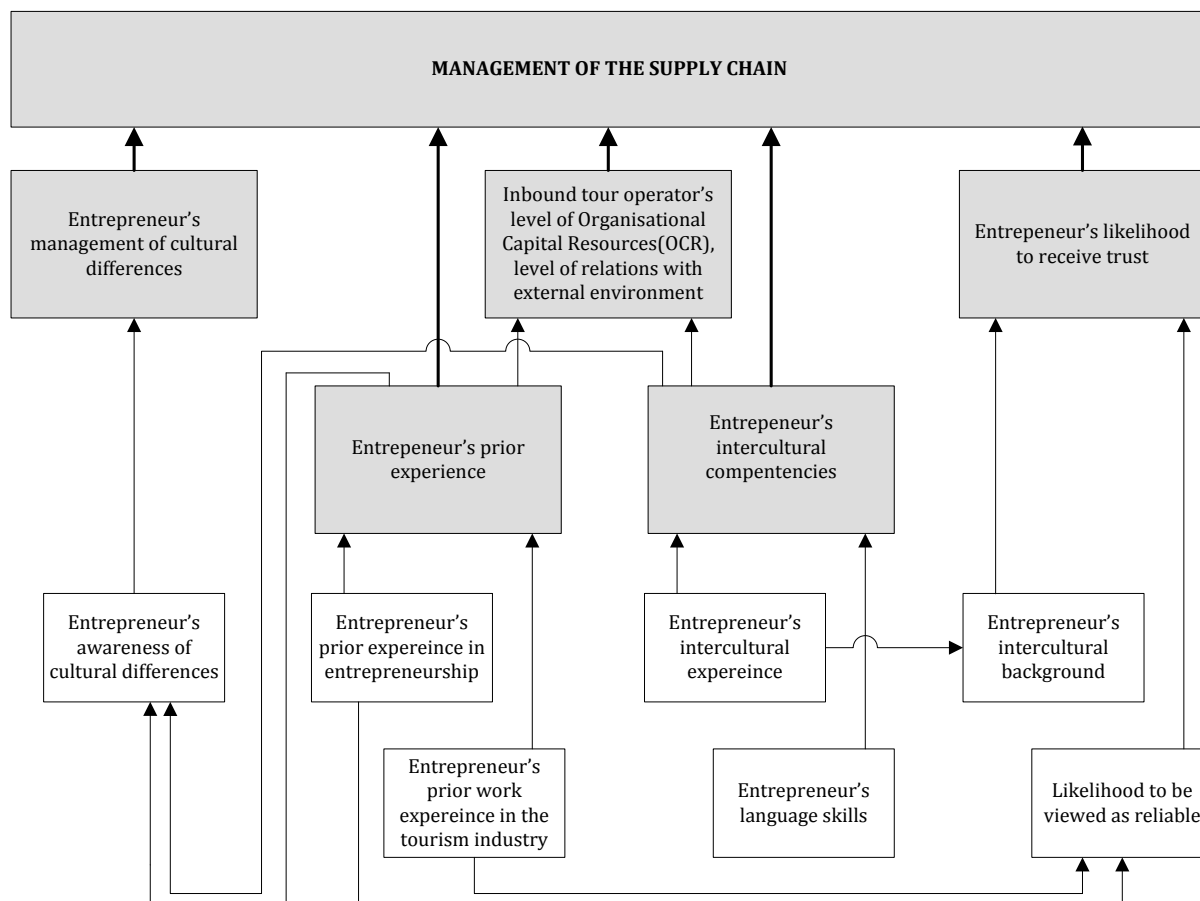 MANAGEMENT OF THE SUPPLY CHAIN
Entrepreneur's
management of cultural
differences
Inbound tour operator's
level of Organisational
Capital Resources(OCR),
level of relations with
external environment
Entrepeneur's likelihood
to receive trust
Entrepeneur's prior
experience
Entrepeneur's
intercultural
compentencies
Entrepreneur's
awareness of
cultural differences
Entrepreneur's
prior expereince in
entrepreneurship
Entrepreneur's
intercultural
expereince
Entrepreneur's
intercultural
background
Entrepreneur's
prior work
expereince in the
tourism industry
Entrepreneur's
language skills
Likelihood to be
viewed as reliable